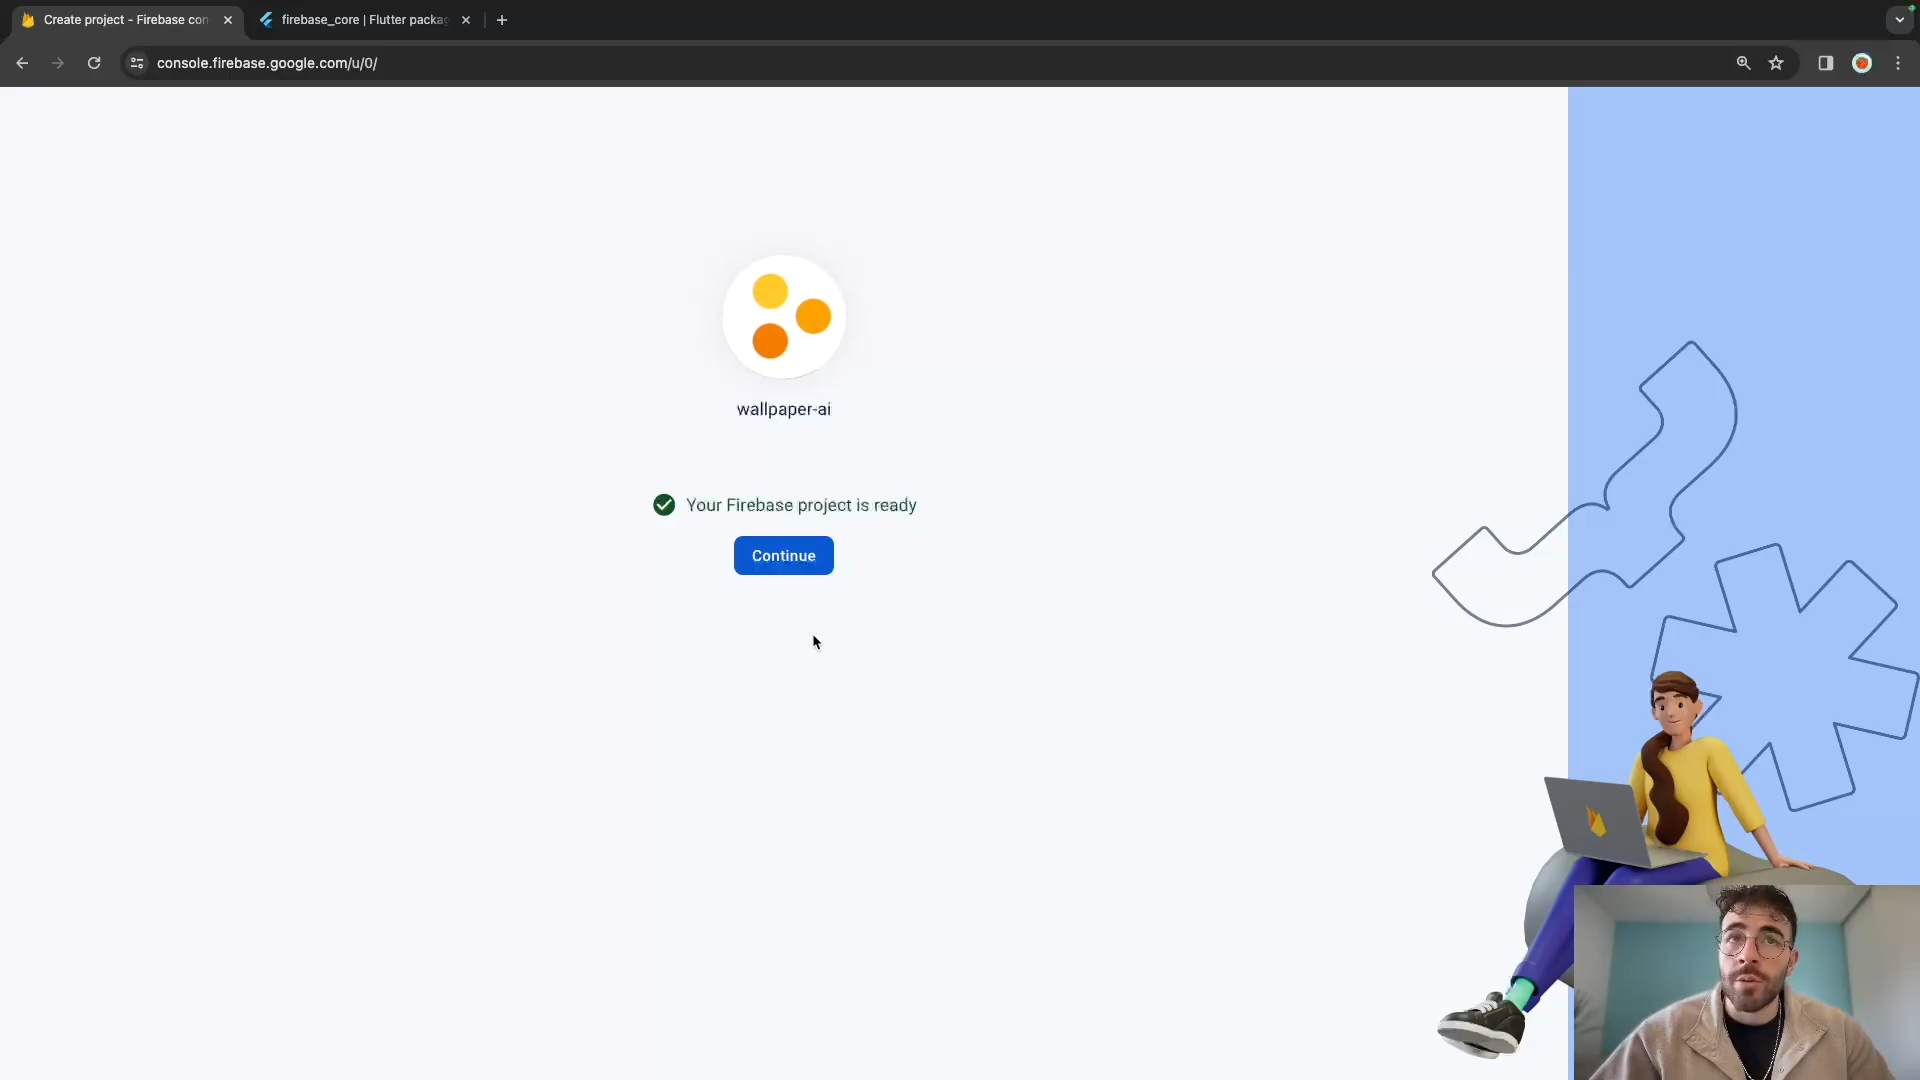 Create project - Firebase con
firebase_core | Flutter packag
console.firebase.google.com/u/0/
wallpaper-ai
Your Firebase project is ready
Continue